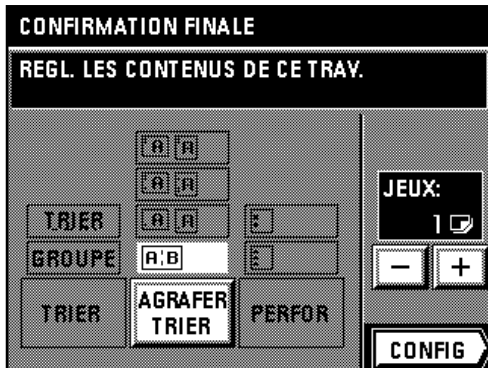 CONFIRMATION FINALE
REGL. LES CONTENUS DE CE TRAV.
A A
A A
TRIER A A
GROUPE A B
TRIER
AGRAFER
TRIER
PERFOR
JEUX:
1
- +
CONFIG